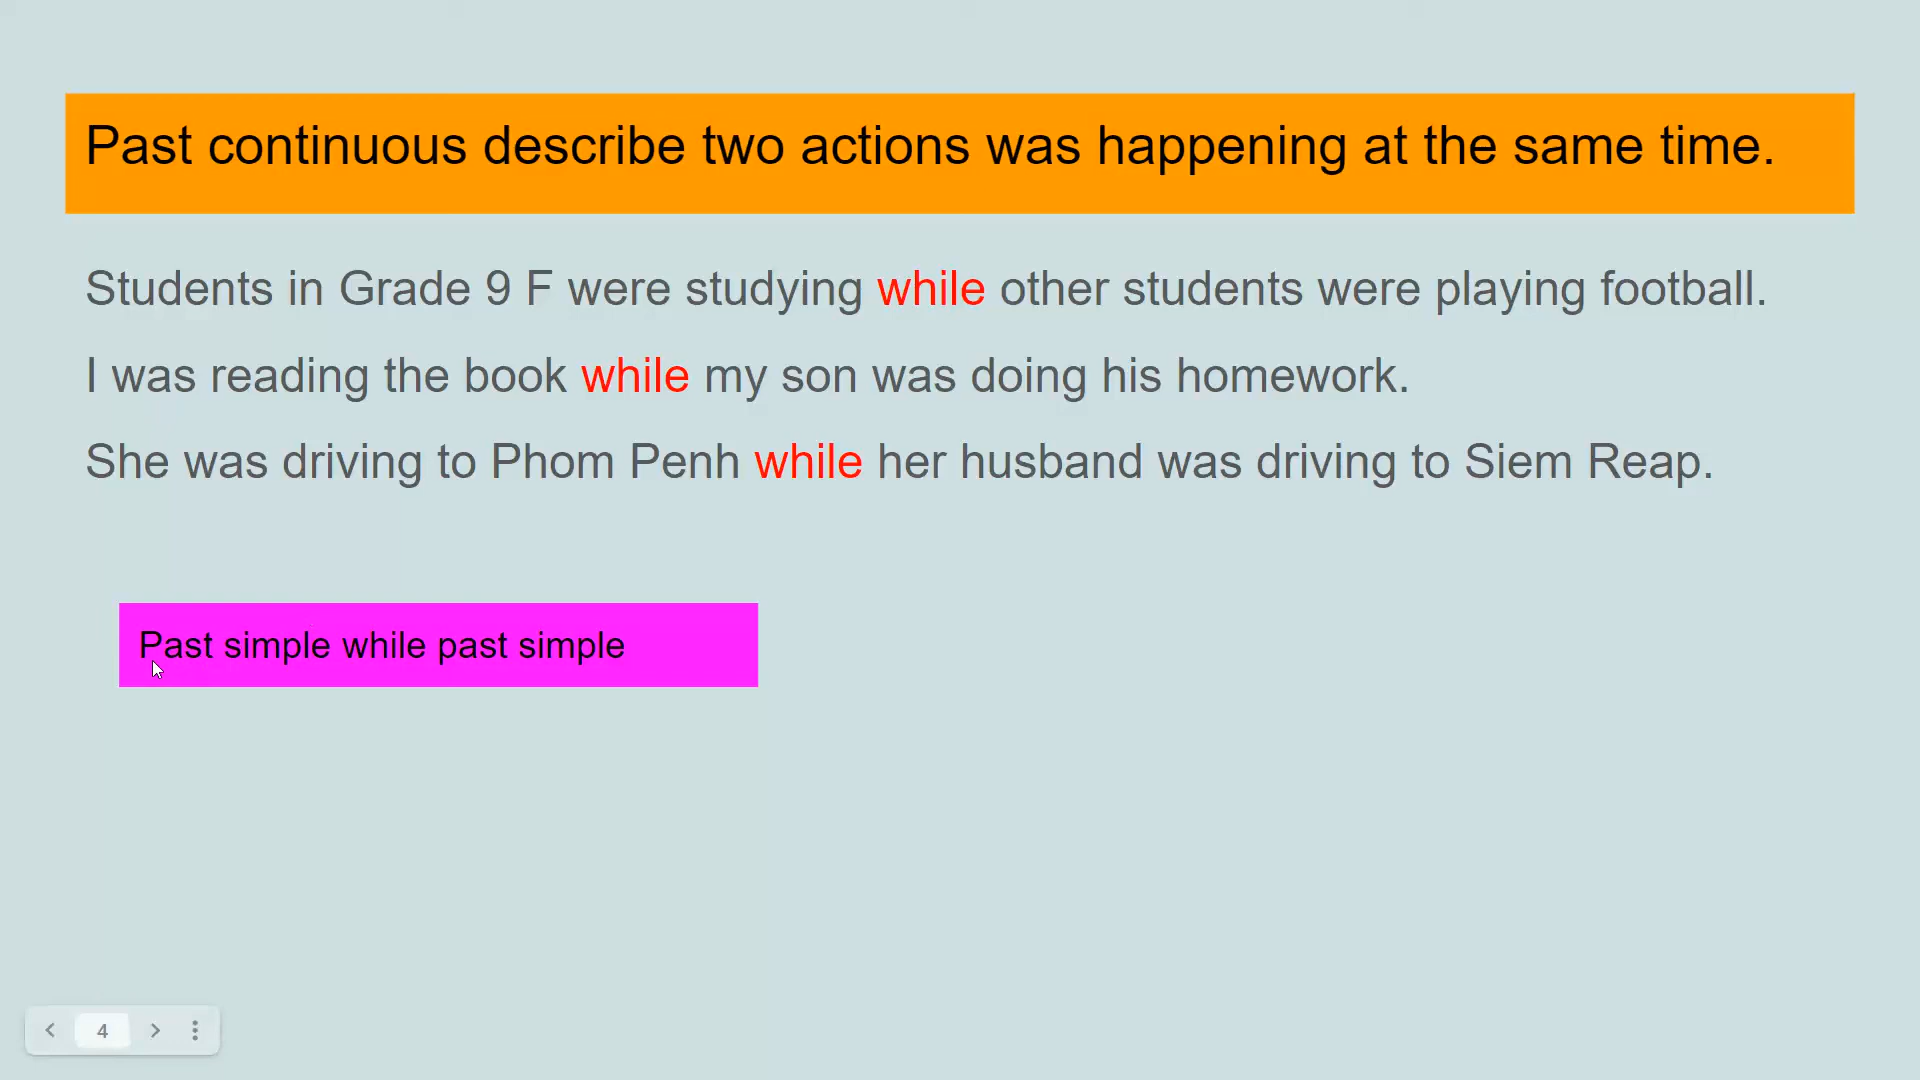 Past continuous describe two actions was happening at the same time.
Students in Grade 9 F were studying while other students were playing football.
I was reading the book while my son was doing his homework.
She was driving to Phom Penh while her husband was driving to Siem Reap.
Past simple while past simple
4